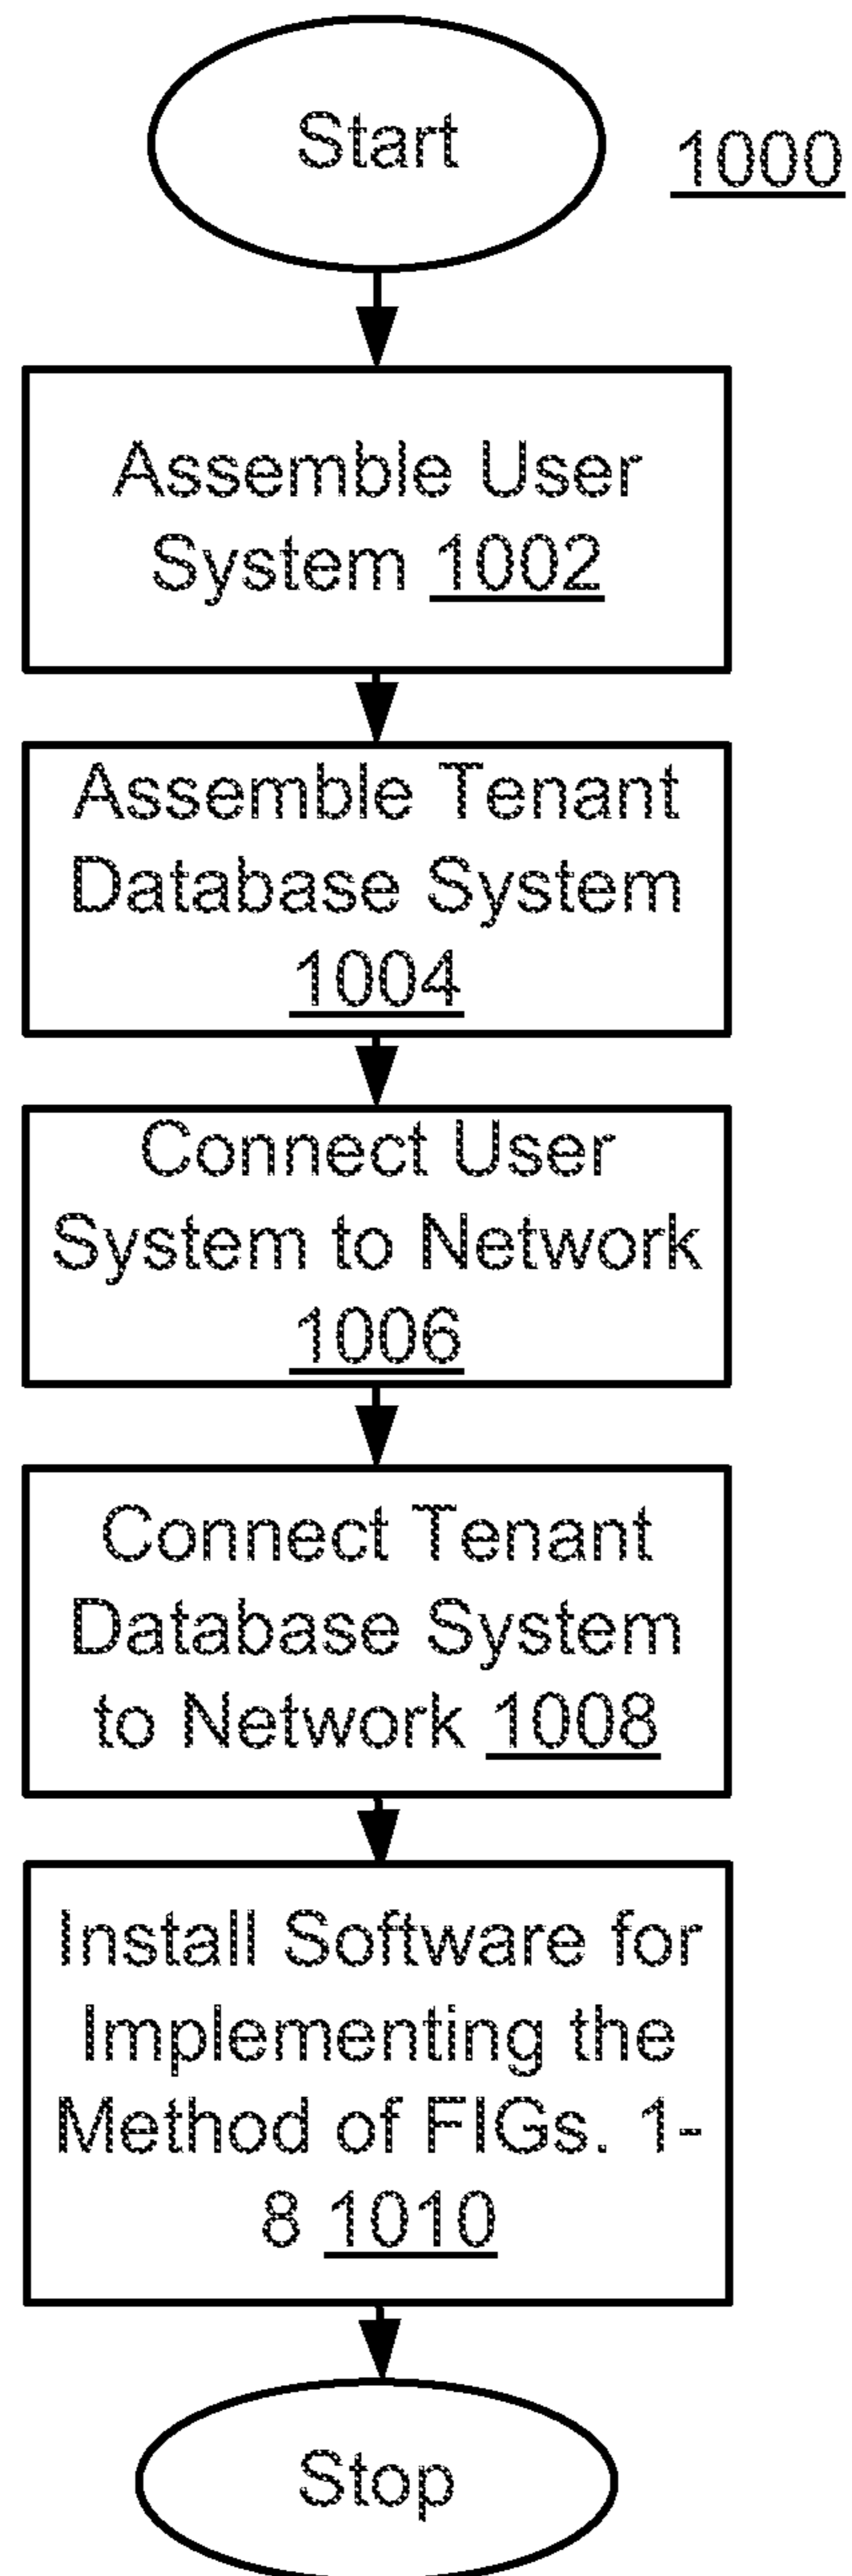 Start
1000
Assemble User
System 1002
Assemble Tenant
Database System
1004
Connect User
System to Network
1006
Connect Tenant
Database System
to Network 1008
Install Software for
Implementing the
Method of FIGs. 1-
8 1010
Stop